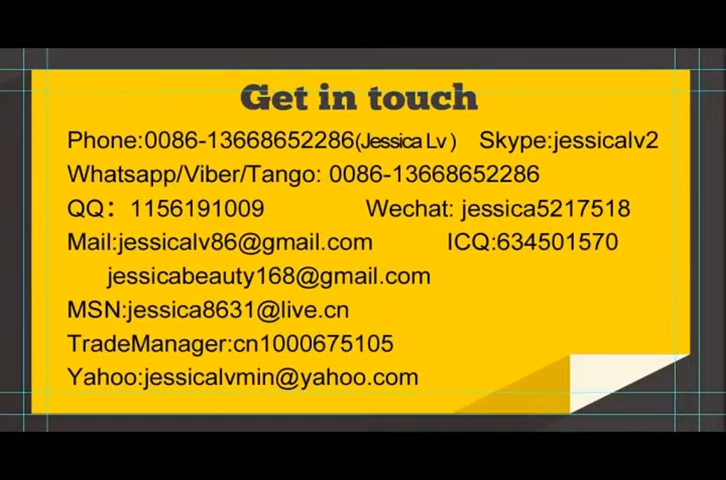 Get in touch
Phone:0086-13668652286(Jessica Lv ) Skype:jessicalv2
Whatsapp/Viber/Tango: 0086-13668652286
QQ： 1156191009 Wechat: jessica5217518
Mail:jessicalv86@gmail.com ICQ:634501570
jessicabeauty168@gmail.com
MSN:jessica8631@live.cn
TradeManager:cn1000675105
Yahoo:jessicalvmin@yahoo.com